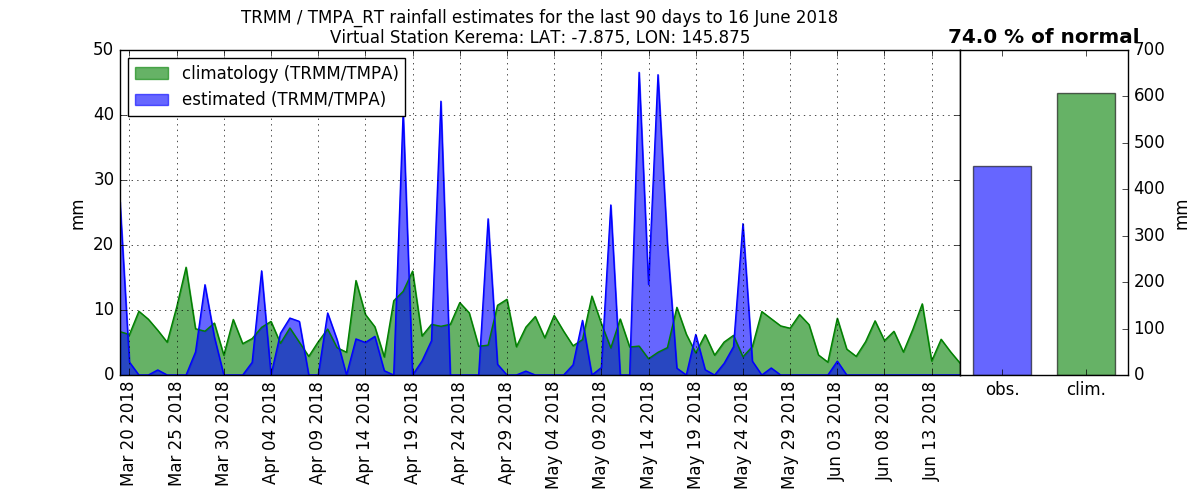 TRMM / TMPA_RT rainfall estimates for the last 90 days to 16 June 2018
Virtual Station Kerema: LAT: -7.875, LON: 145.875
74.0 % of normal
climatology (TRMM/TMPA)
estimated (TRMM/TMPA)
mm
50
40
30
20
10
0
Mar 20 2018
Mar 25 2018
Mar 30 2018
Apr 04 2018
Apr 09 2018
Apr 14 2018
Apr 19 2018
Apr 24 2018
Apr 29 2018
May 04 2018
May 09 2018
May 14 2018
May 19 2018
May 24 2018
May 29 2018
Jun 03 2018
Jun 08 2018
Jun 13 2018
obs.
clim.
700
600
500
400
300
200
100
0
mm